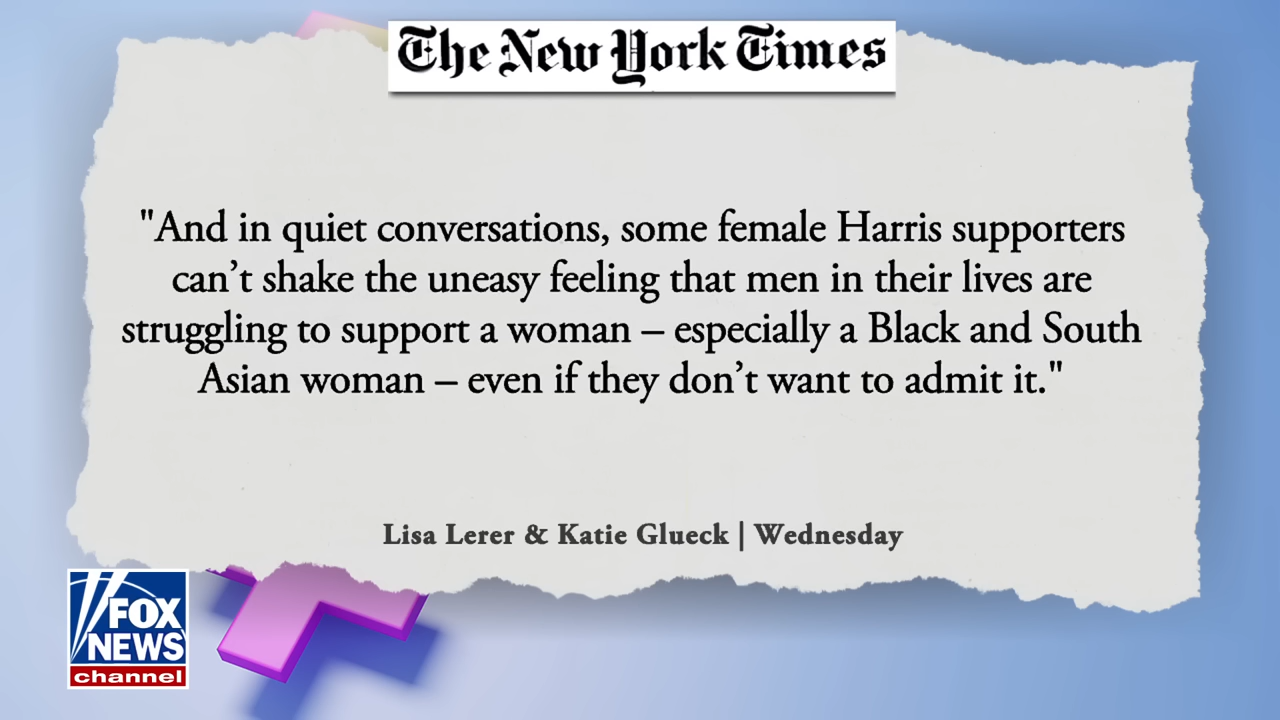 The New York Times
"And in quiet conversations, some female Harris supporters
can’t shake the uneasy feeling that men in their lives are
struggling to support a woman – especially a Black and South
Asian woman – even if they don’t want to admit it."
Lisa Lerer & Katie Glueck | Wednesday
FOX
NEWS
channel